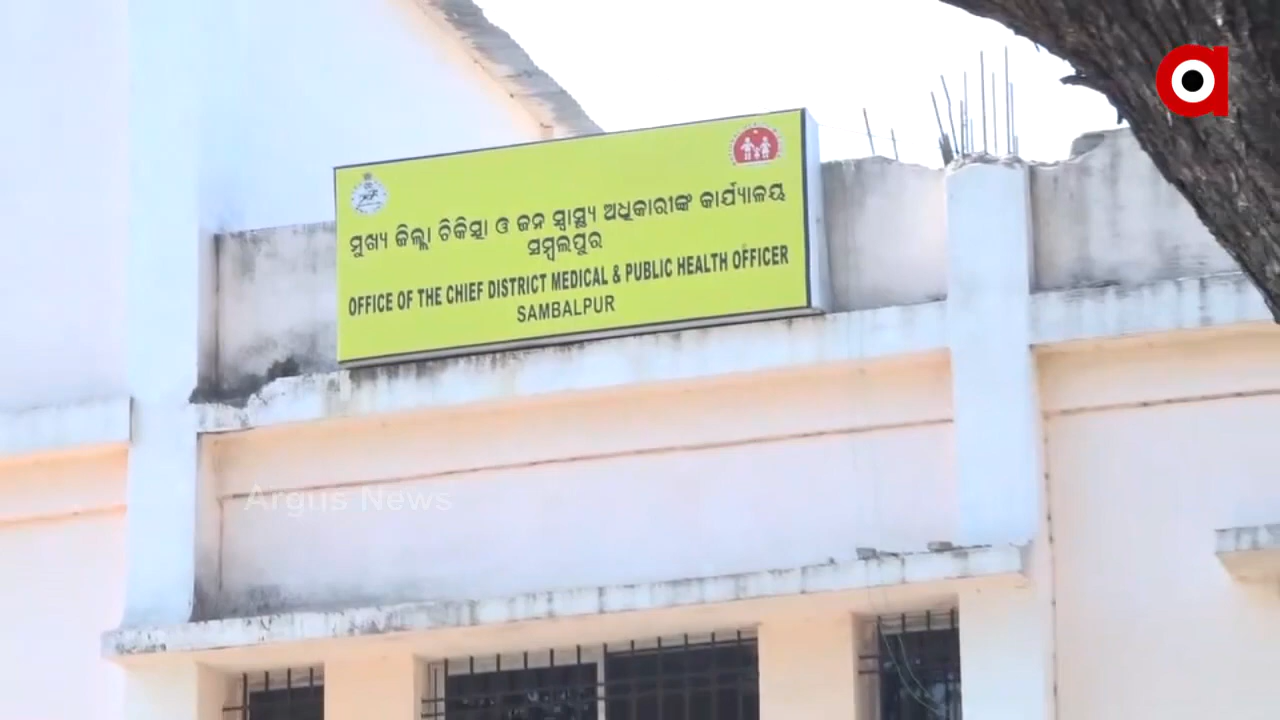 ମୁଖ୍ୟ ଜିଲ୍ଲା ଚିକିତ୍ସା ଓ ଜନ ସ୍ୱାସ୍ଥ୍ୟ ଅଧିକାରୀଙ୍କ କାର୍ଯ୍ୟାଳୟ
ସମ୍ବଲପୁର
OFFICE OF THE CHIEF DISTRICT MEDICAL & PUBLIC HEALTH OFFICER
SAMBALPUR
Argus News